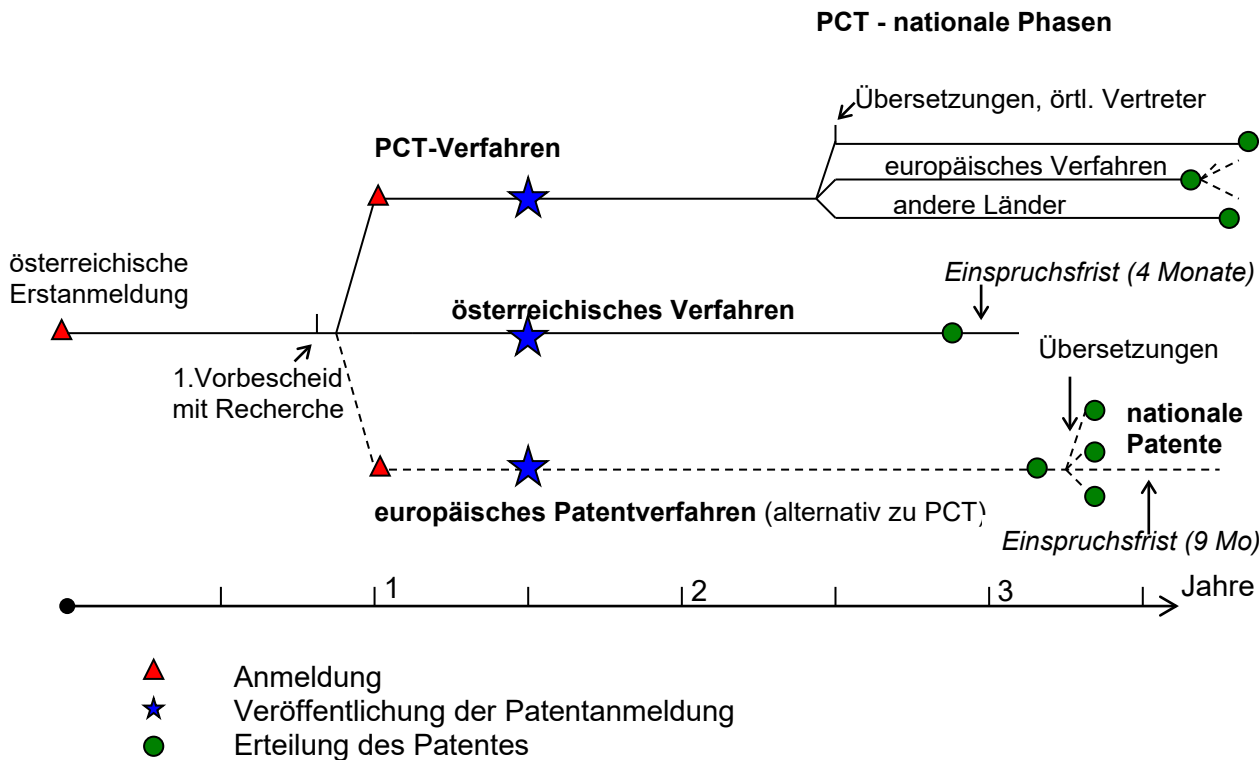 PCT - nationale Phasen
Übersetzungen, örtl. Vertreter
PCT-Verfahren
europäisches Verfahren
andere Länder
österreichische
Erstanmeldung
Einspruchsfrist (4 Monate)
österreichisches Verfahren
Übersetzungen
1.Vorbescheid
mit Recherche
nationale
Patente
europäisches Patentverfahren (alternativ zu PCT)
Einspruchsfrist (9 Mo)
1
2
3
Jahre
Anmeldung
Veröffentlichung der Patentanmeldung
Erteilung des Patentes